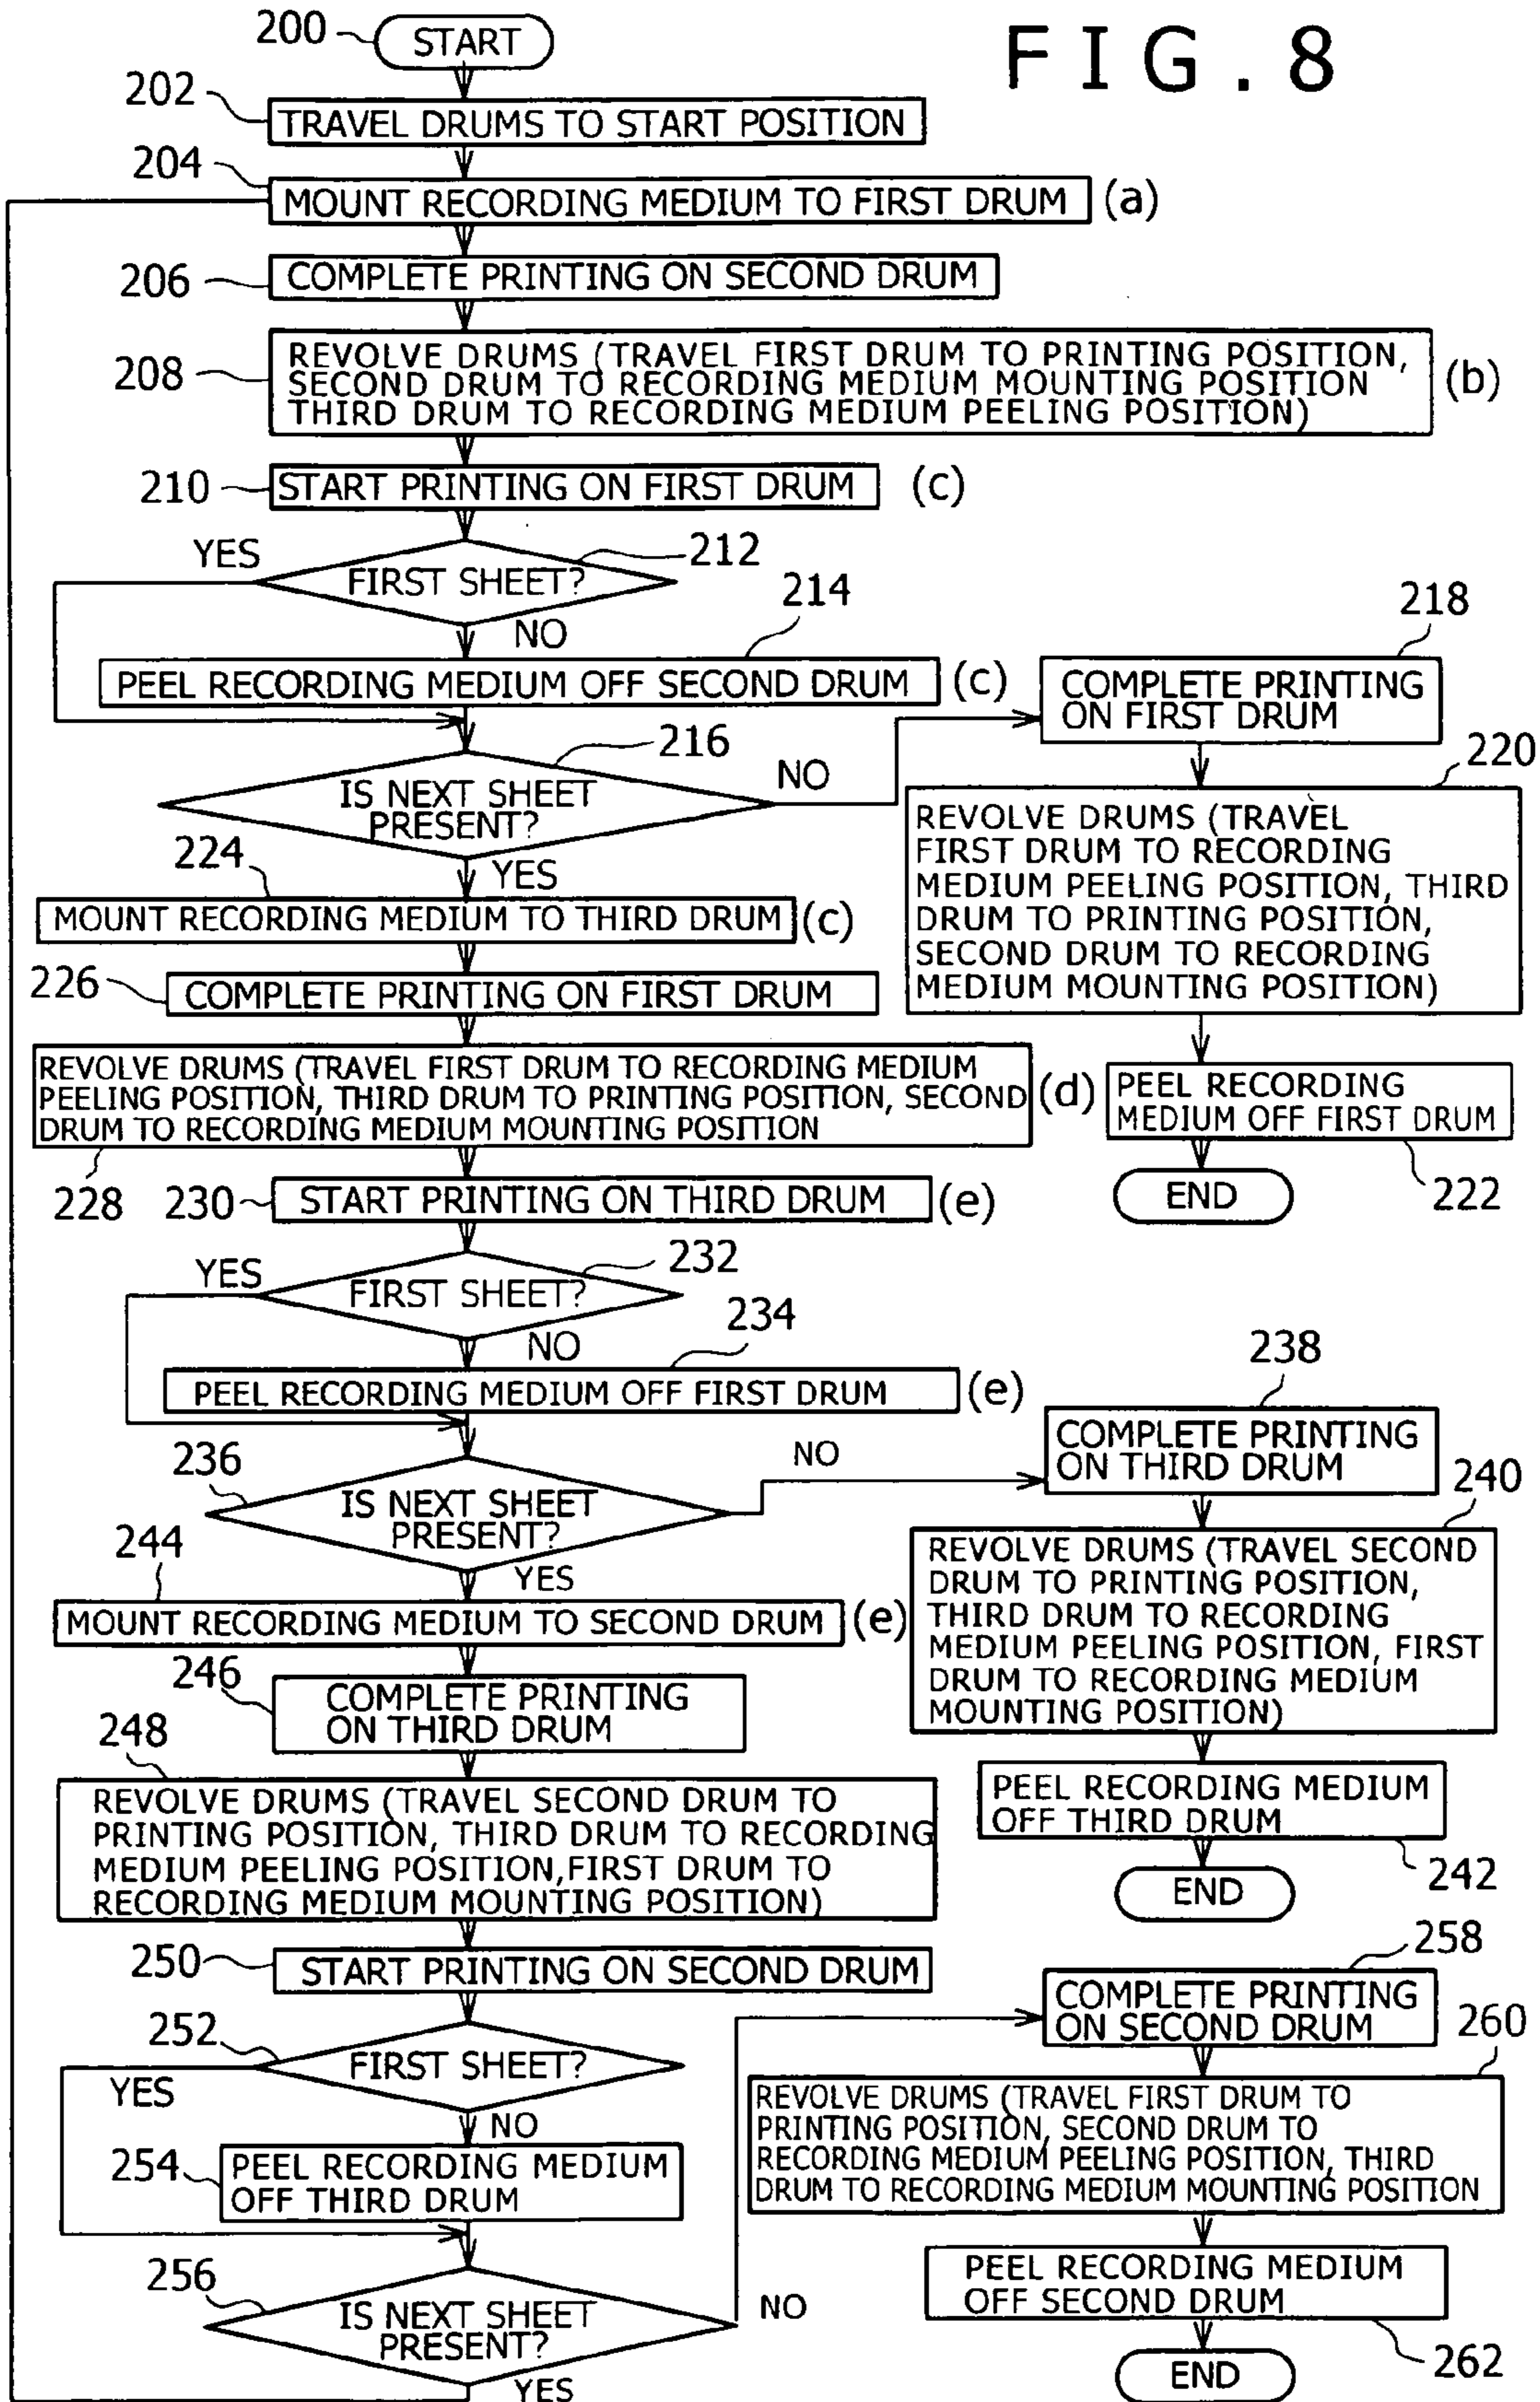 FIG.8
200
START
202
TRAVEL DRUMS TO START POSITION
204
MOUNT RECORDING MEDIUM TO FIRST DRUM
(a)
206
COMPLETE PRINTING ON SECOND DRUM
208
REVOLVE DRUMS (TRAVEL FIRST DRUM TO PRINTING POSITION,
SECOND DRUM TO RECORDING MEDIUM MOUNTING POSITION
THIRD DRUM TO RECORDING MEDIUM PEELING POSITION)
(b)
210
START PRINTING ON FIRST DRUM
(c)
212
FIRST SHEET?
YES
NO
214
PEEL RECORDING MEDIUM OFF SECOND DRUM
(c)
216
IS NEXT SHEET
PRESENT?
NO
YES
218
COMPLETE PRINTING
ON FIRST DRUM
220
REVOLVE DRUMS (TRAVEL
FIRST DRUM TO RECORDING
MEDIUM PEELING POSITION, THIRD
DRUM TO PRINTING POSITION,
SECOND DRUM TO RECORDING
MEDIUM MOUNTING POSITION)
PEEL RECORDING
MEDIUM OFF FIRST DRUM
222
END
224
MOUNT RECORDING MEDIUM TO THIRD DRUM
(c)
226
COMPLETE PRINTING ON FIRST DRUM
REVOLVE DRUMS (TRAVEL FIRST DRUM TO RECORDING MEDIUM
PEELING POSITION, THIRD DRUM TO PRINTING POSITION, SECOND
DRUM TO RECORDING MEDIUM MOUNTING POSITION
(d)
228
230
START PRINTING ON THIRD DRUM
(e)
232
FIRST SHEET?
YES
NO
234
PEEL RECORDING MEDIUM OFF FIRST DRUM
(e)
236
IS NEXT SHEET
PRESENT?
NO
YES
238
COMPLETE PRINTING
ON THIRD DRUM
240
REVOLVE DRUMS (TRAVEL SECOND
DRUM TO PRINTING POSITION,
THIRD DRUM TO RECORDING
MEDIUM PEELING POSITION, FIRST
DRUM TO RECORDING MEDIUM
MOUNTING POSITION)
PEEL RECORDING MEDIUM
OFF THIRD DRUM
242
END
244
MOUNT RECORDING MEDIUM TO SECOND DRUM
(e)
246
COMPLETE PRINTING
ON THIRD DRUM
248
REVOLVE DRUMS (TRAVEL SECOND DRUM TO
PRINTING POSITION, THIRD DRUM TO RECORDING
MEDIUM PEELING POSITION,FIRST DRUM TO
RECORDING MEDIUM MOUNTING POSITION)
250
START PRINTING ON SECOND DRUM
252
FIRST SHEET?
YES
NO
254
PEEL RECORDING MEDIUM
OFF THIRD DRUM
256
IS NEXT SHEET
PRESENT?
NO
YES
258
COMPLETE PRINTING
ON SECOND DRUM
260
REVOLVE DRUMS (TRAVEL FIRST DRUM TO
PRINTING POSITION, SECOND DRUM TO
RECORDING MEDIUM PEELING POSITION, THIRD
DRUM TO RECORDING MEDIUM MOUNTING POSITION
PEEL RECORDING MEDIUM
OFF SECOND DRUM
262
END